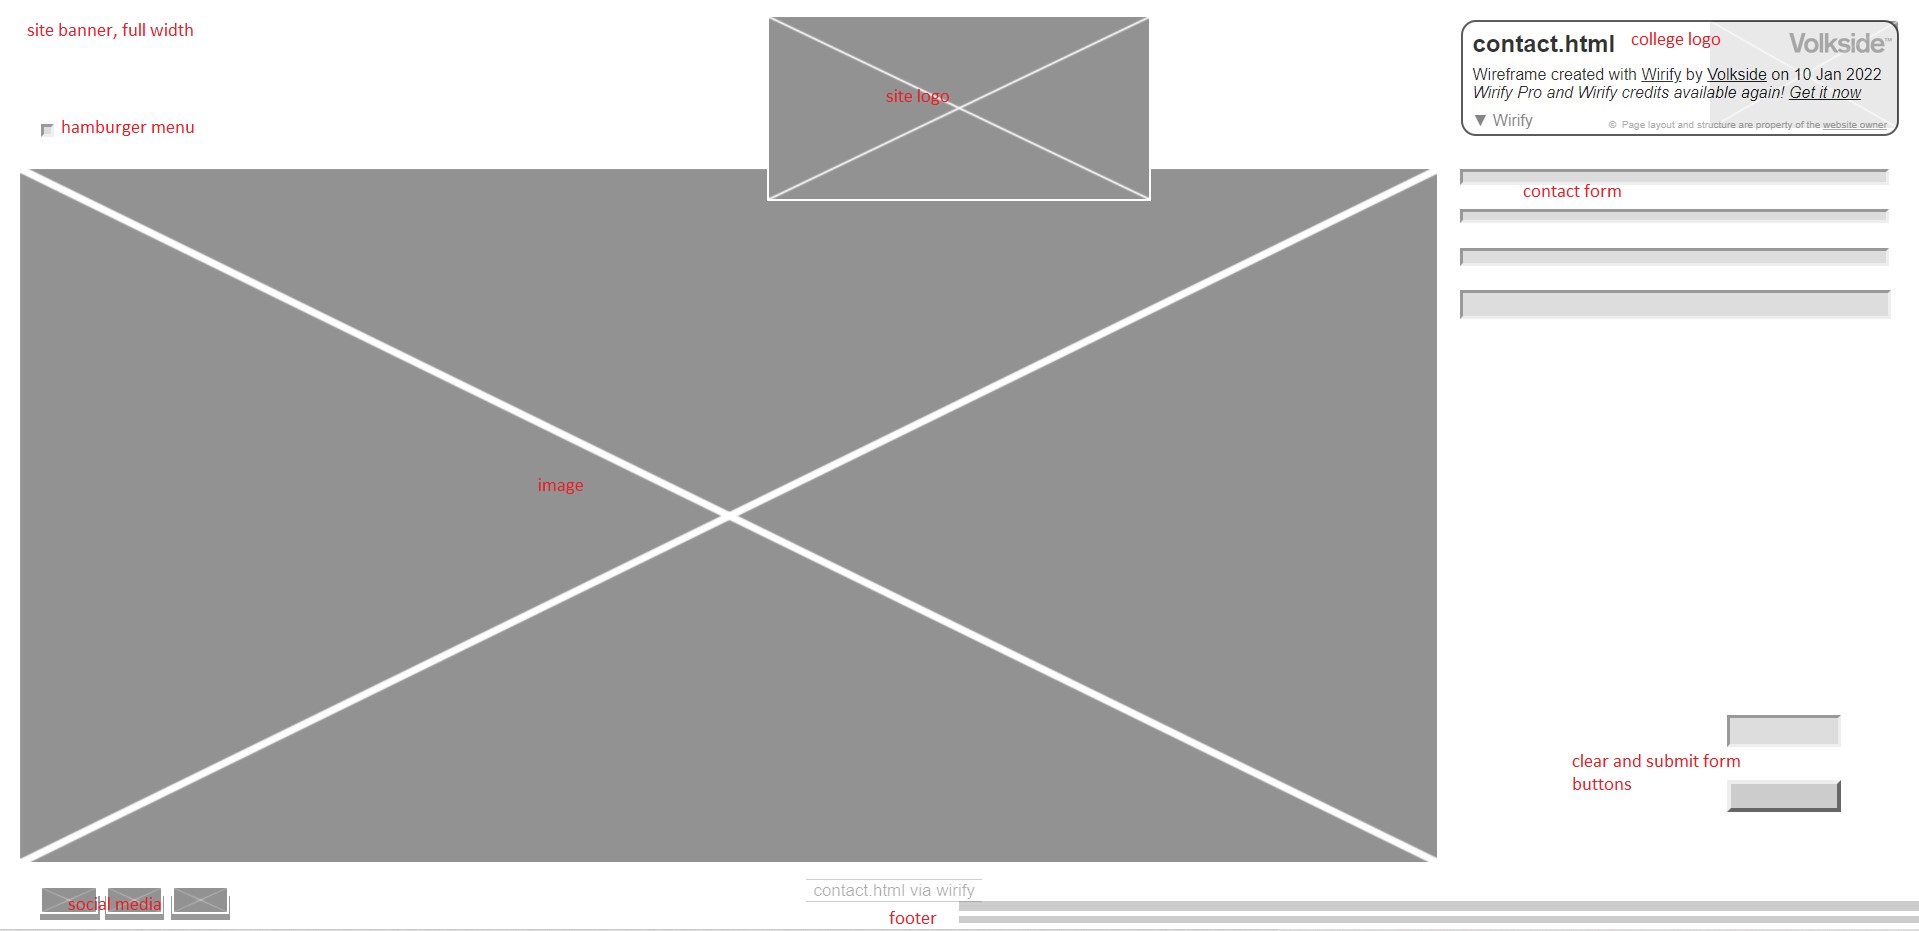 site banner, full width
site logo
contact.html
college logo
Volkside™
Wireframe created with Wirify by Volkside on 10 Jan 2022
Wirify Pro and Wirify credits available again! Get it now
▼ Wirify
© Page layout and structure are property of the website owner
hamburger menu
contact form
image
clear and submit form
buttons
social media
contact.html via wirify
footer